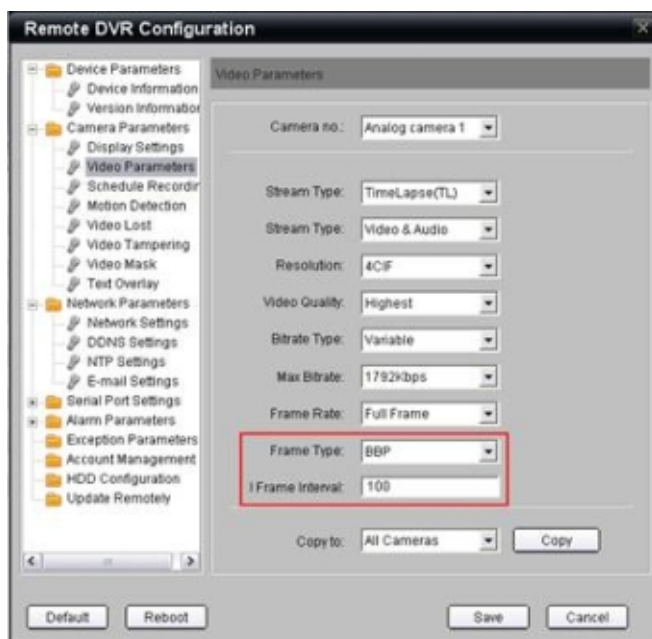 Remote DVR Configuration
Device Parameters
Device Information
Version Information
Camera Parameters
Display Settings
Video Parameters
Schedule Recordin
Motion Detection
Video Lost
Video Tampering
Video Mask
Text Overlay
Network Parameters
Network Settings
DDNS Settings
NTP Settings
E-mail Settings
Serial Port Settings
Alarm Parameters
Exception Parameters
Account Management
HDD Configuration
Update Remotely
Video Parameters
Camera no.: Analog camera 1
Stream Type: TimeLapse(TL)
Stream Type: Video & Audio
Resolution: 4CIF
Video Quality: Highest
Bitrate Type: Variable
Max Bitrate: 1792Kbps
Frame Rate: Full Frame
Frame Type: BBP
I Frame Interval: 100
Copy to: All Cameras Copy
Default Reboot Save Cancel